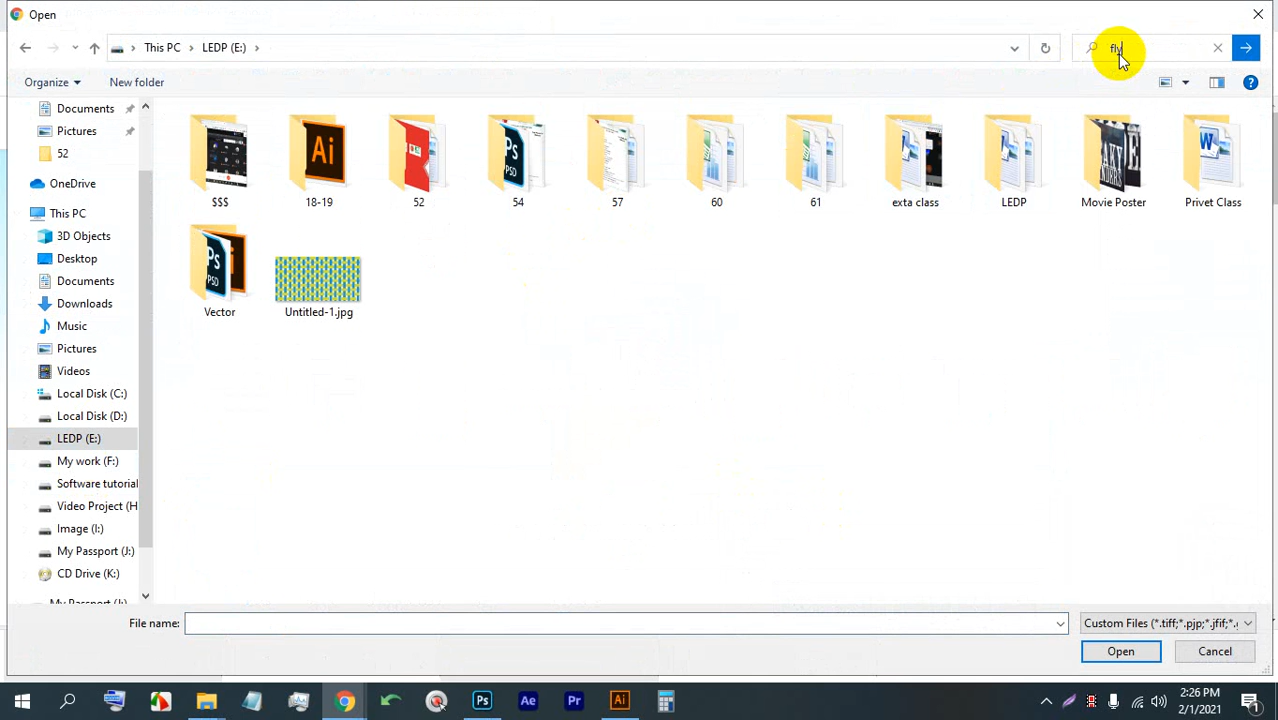 Open
This PC
LEDP (E:)
fly
Organize
New folder
Documents
Pictures
52
OneDrive
This PC
3D Objects
Desktop
Documents
Downloads
Music
Pictures
Videos
Local Disk (C:)
Local Disk (D:)
LEDP (E:)
My work (F:)
Software tutorial
Video Project (H
Image (I:)
My Passport (J:)
CD Drive (K:)
My Passport (J:)
$$$
18-19
52
54
57
60
61
exta class
LEDP
Movie Poster
Privet Class
Vector
Untitled-1.jpg
File name:
Custom Files (*.tiff;*.pjp;*.jfif;*.
Open
Cancel
2:26 PM
2/1/2021